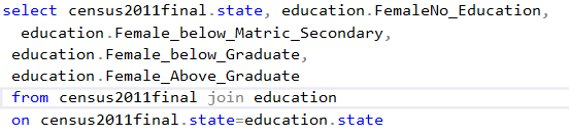 select census2011final.state, education.FemaleNo_Education,
education.Female_below_Matric_Secondary,
education.Female_below_Graduate,
education.Female_Above_Graduate
from census2011final join education
on census2011final.state=education.state